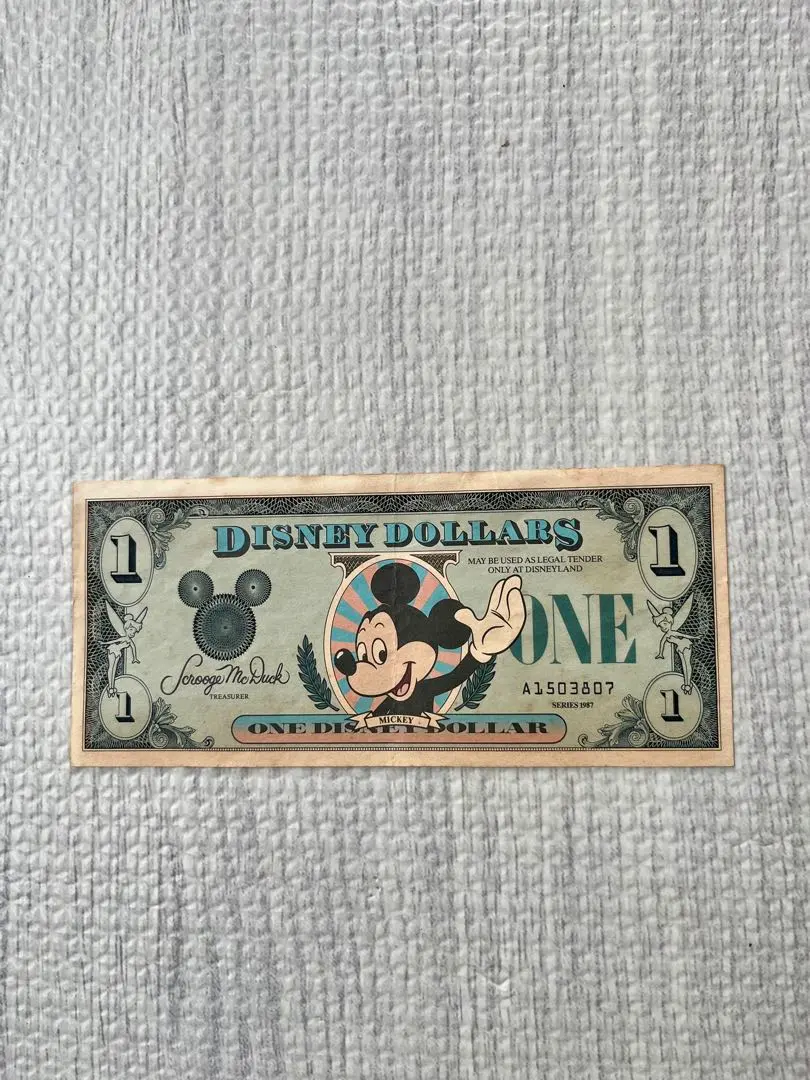 DISNEY DOLLARS
1
1
MAY BE USED AS LEGAL TENDER
ONLY AT DISNEYLAND
ONE
Scrooge McDuck
TREASURER
A1503807
SERIES 1987
1
1
MICKEY
ONE DISNEY DOLLAR